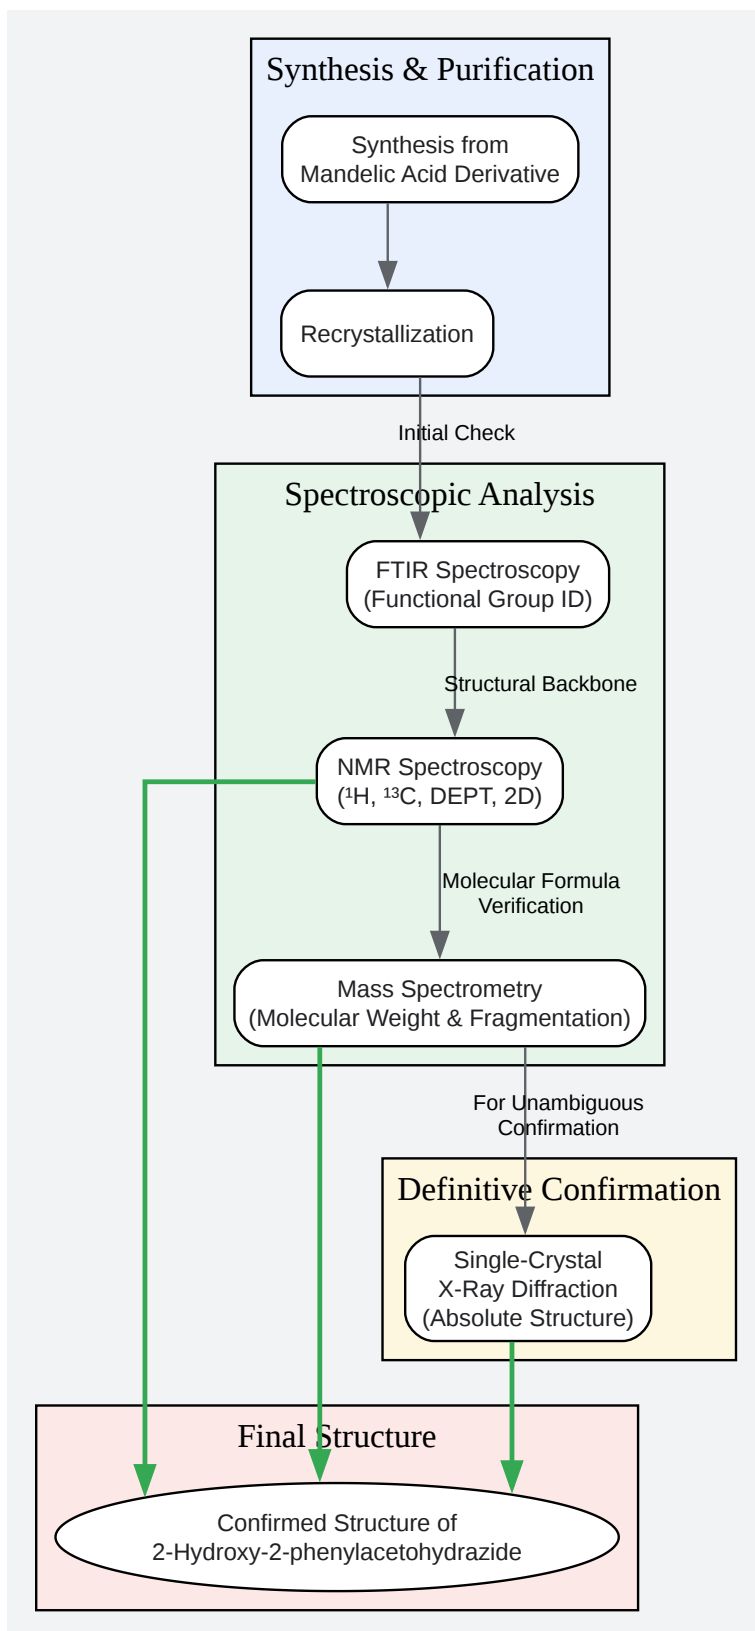 Synthesis & Purification
Synthesis from
Mandelic Acid Derivative
Recrystallization
Initial Check
Spectroscopic Analysis
FTIR Spectroscopy
(Functional Group ID)
Structural Backbone
NMR Spectroscopy
(¹H, ¹³C, DEPT, 2D)
Molecular Formula
Verification
Mass Spectrometry
(Molecular Weight & Fragmentation)
For Unambiguous
Confirmation
Definitive Confirmation
Single-Crystal
X-Ray Diffraction
(Absolute Structure)
Final Structure
Confirmed Structure of
2-Hydroxy-2-phenylacetohydrazide